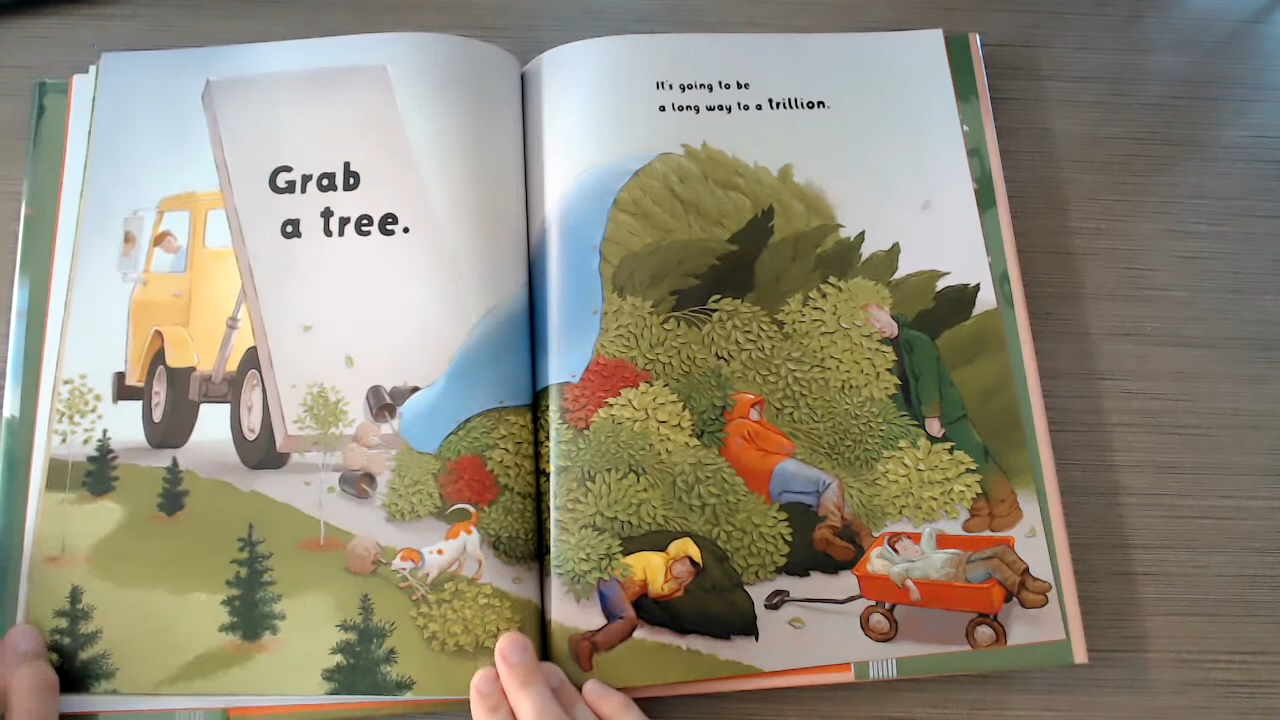 Grab
a tree.
It's going to be
a long way to a trillion.